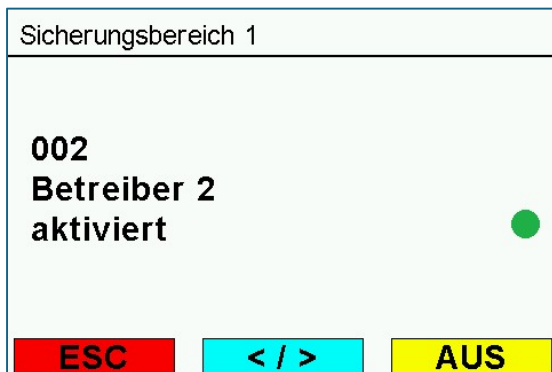 Sicherungsbereich 1
002
Betreiber 2
aktiviert
ESC < / > AUS